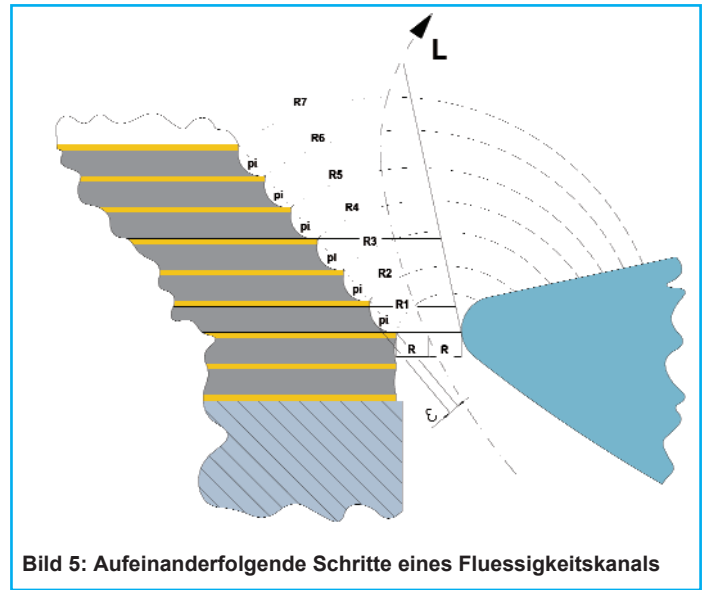 L
R7
R6
pi
R5
pi
R4
pi
R3
pi
R2
pi
R1
pi
R R
ω
Bild 5: Aufeinanderfolgende Schritte eines Fluessigkeitskanals